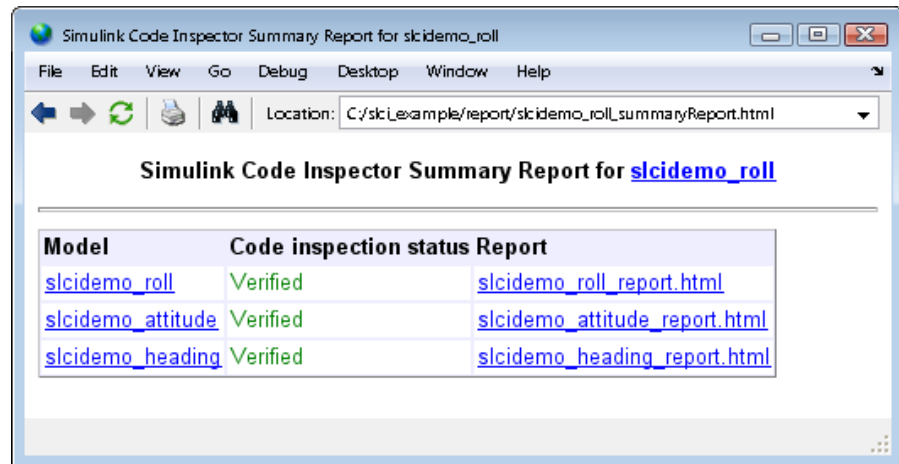 Simulink Code Inspector Summary Report for slcidemo_roll
File Edit View Go Debug Desktop Window Help
Location: C:/slci_example/report/slcidemo_roll_summaryReport.html
Simulink Code Inspector Summary Report for slcidemo_roll
Model Code inspection status Report
slcidemo_roll Verified slcidemo_roll_report.html
slcidemo_attitude Verified slcidemo_attitude_report.html
slcidemo_heading Verified slcidemo_heading_report.html